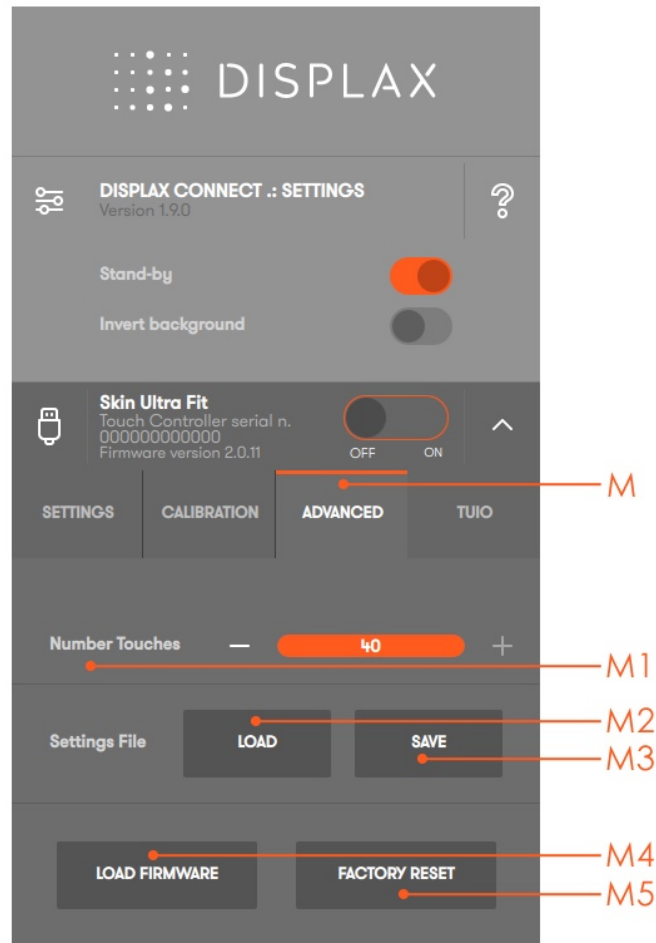 DISPLAX
DISPLAX CONNECT .: SETTINGS
Version 1.9.0
?
Stand-by
Invert background
Skin Ultra Fit
Touch Controller serial n.
000000000000
Firmware version 2.0.11
OFF ON
M
SETTINGS CALIBRATION ADVANCED TUIO
Number Touches — 40 +
M1
Settings File LOAD SAVE
M2
M3
LOAD FIRMWARE FACTORY RESET
M4
M5